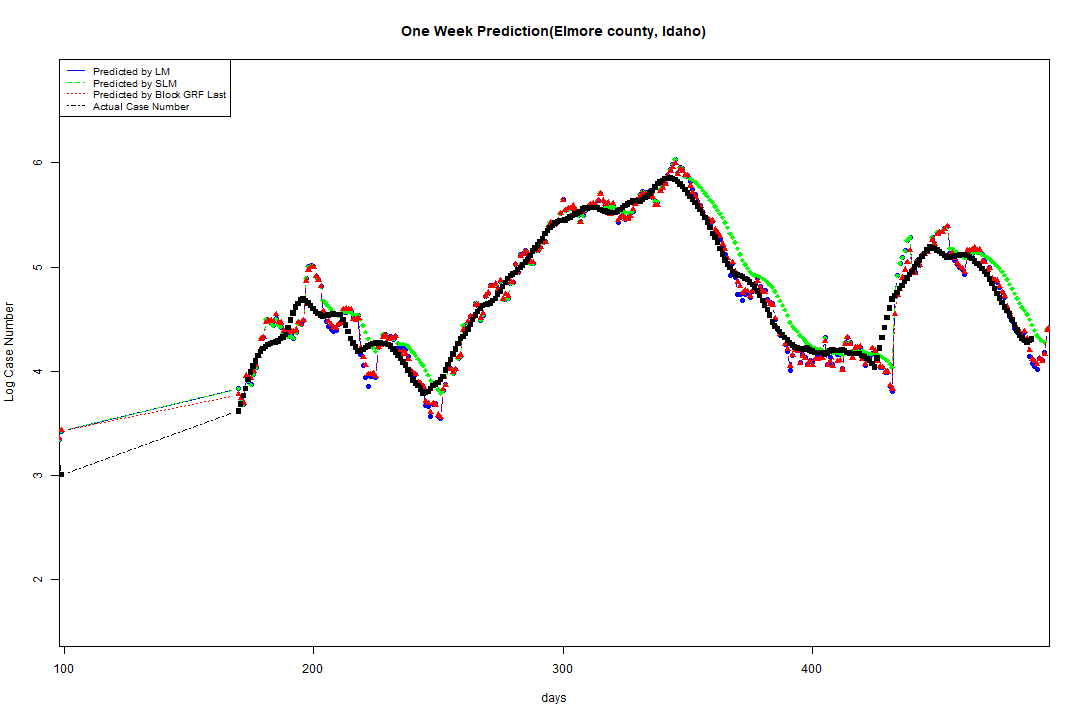 One Week Prediction(Elmore county, Idaho)
Predicted by LM
Predicted by SLM
Predicted by Block GRF Last
Actual Case Number
6
5
4
3
2
Log Case Number
100 200 300 400
days